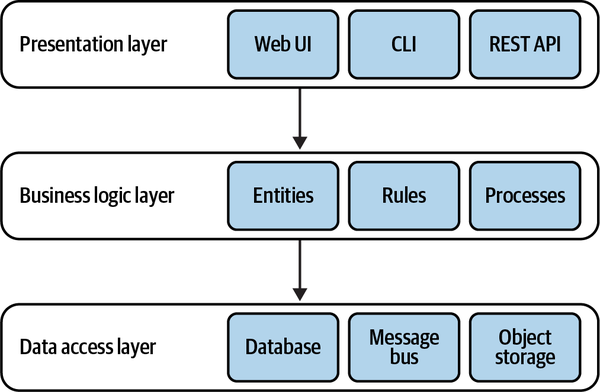 Presentation layer
Web UI
CLI
REST API
Business logic layer
Entities
Rules
Processes
Data access layer
Database
Message
bus
Object
storage